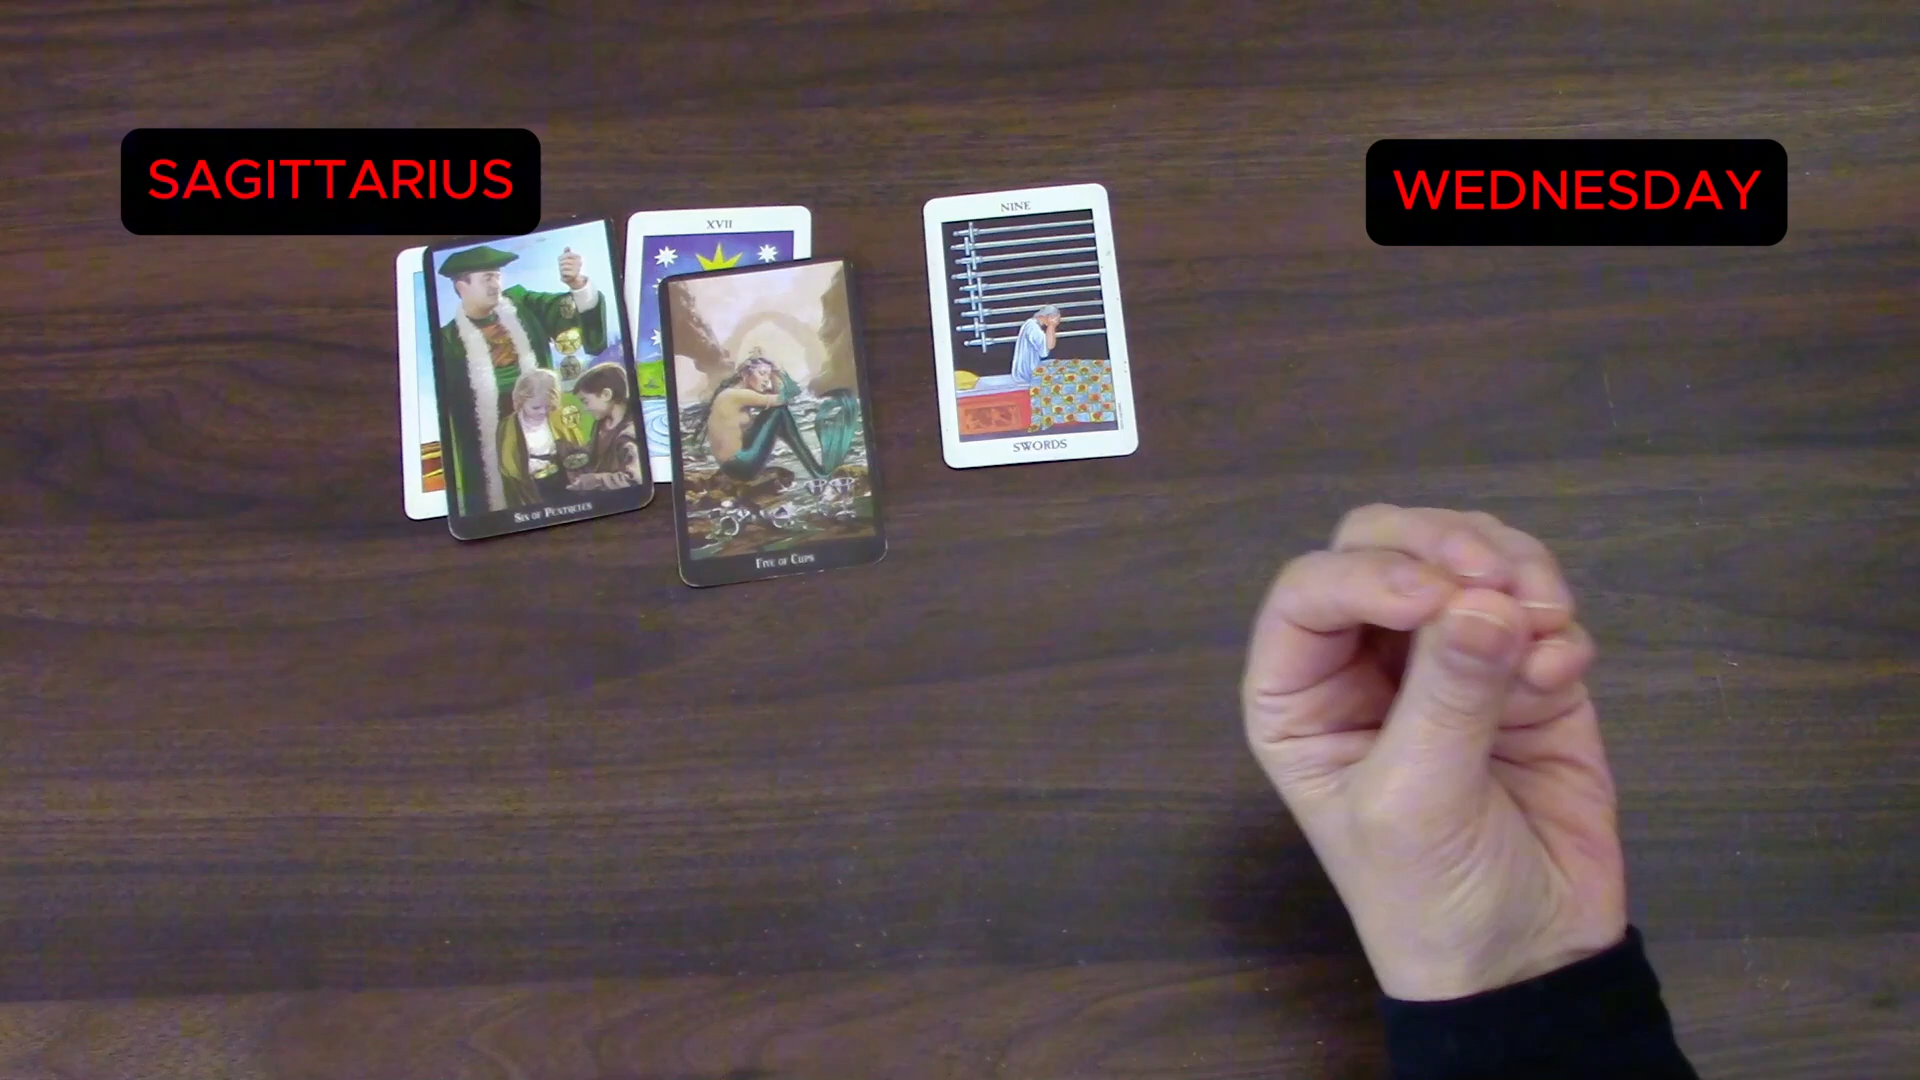 SAGITTARIUS
WEDNESDAY
NINE
XVII
SWORDS
SIX OF PENTACLES
FIVE OF CUPS